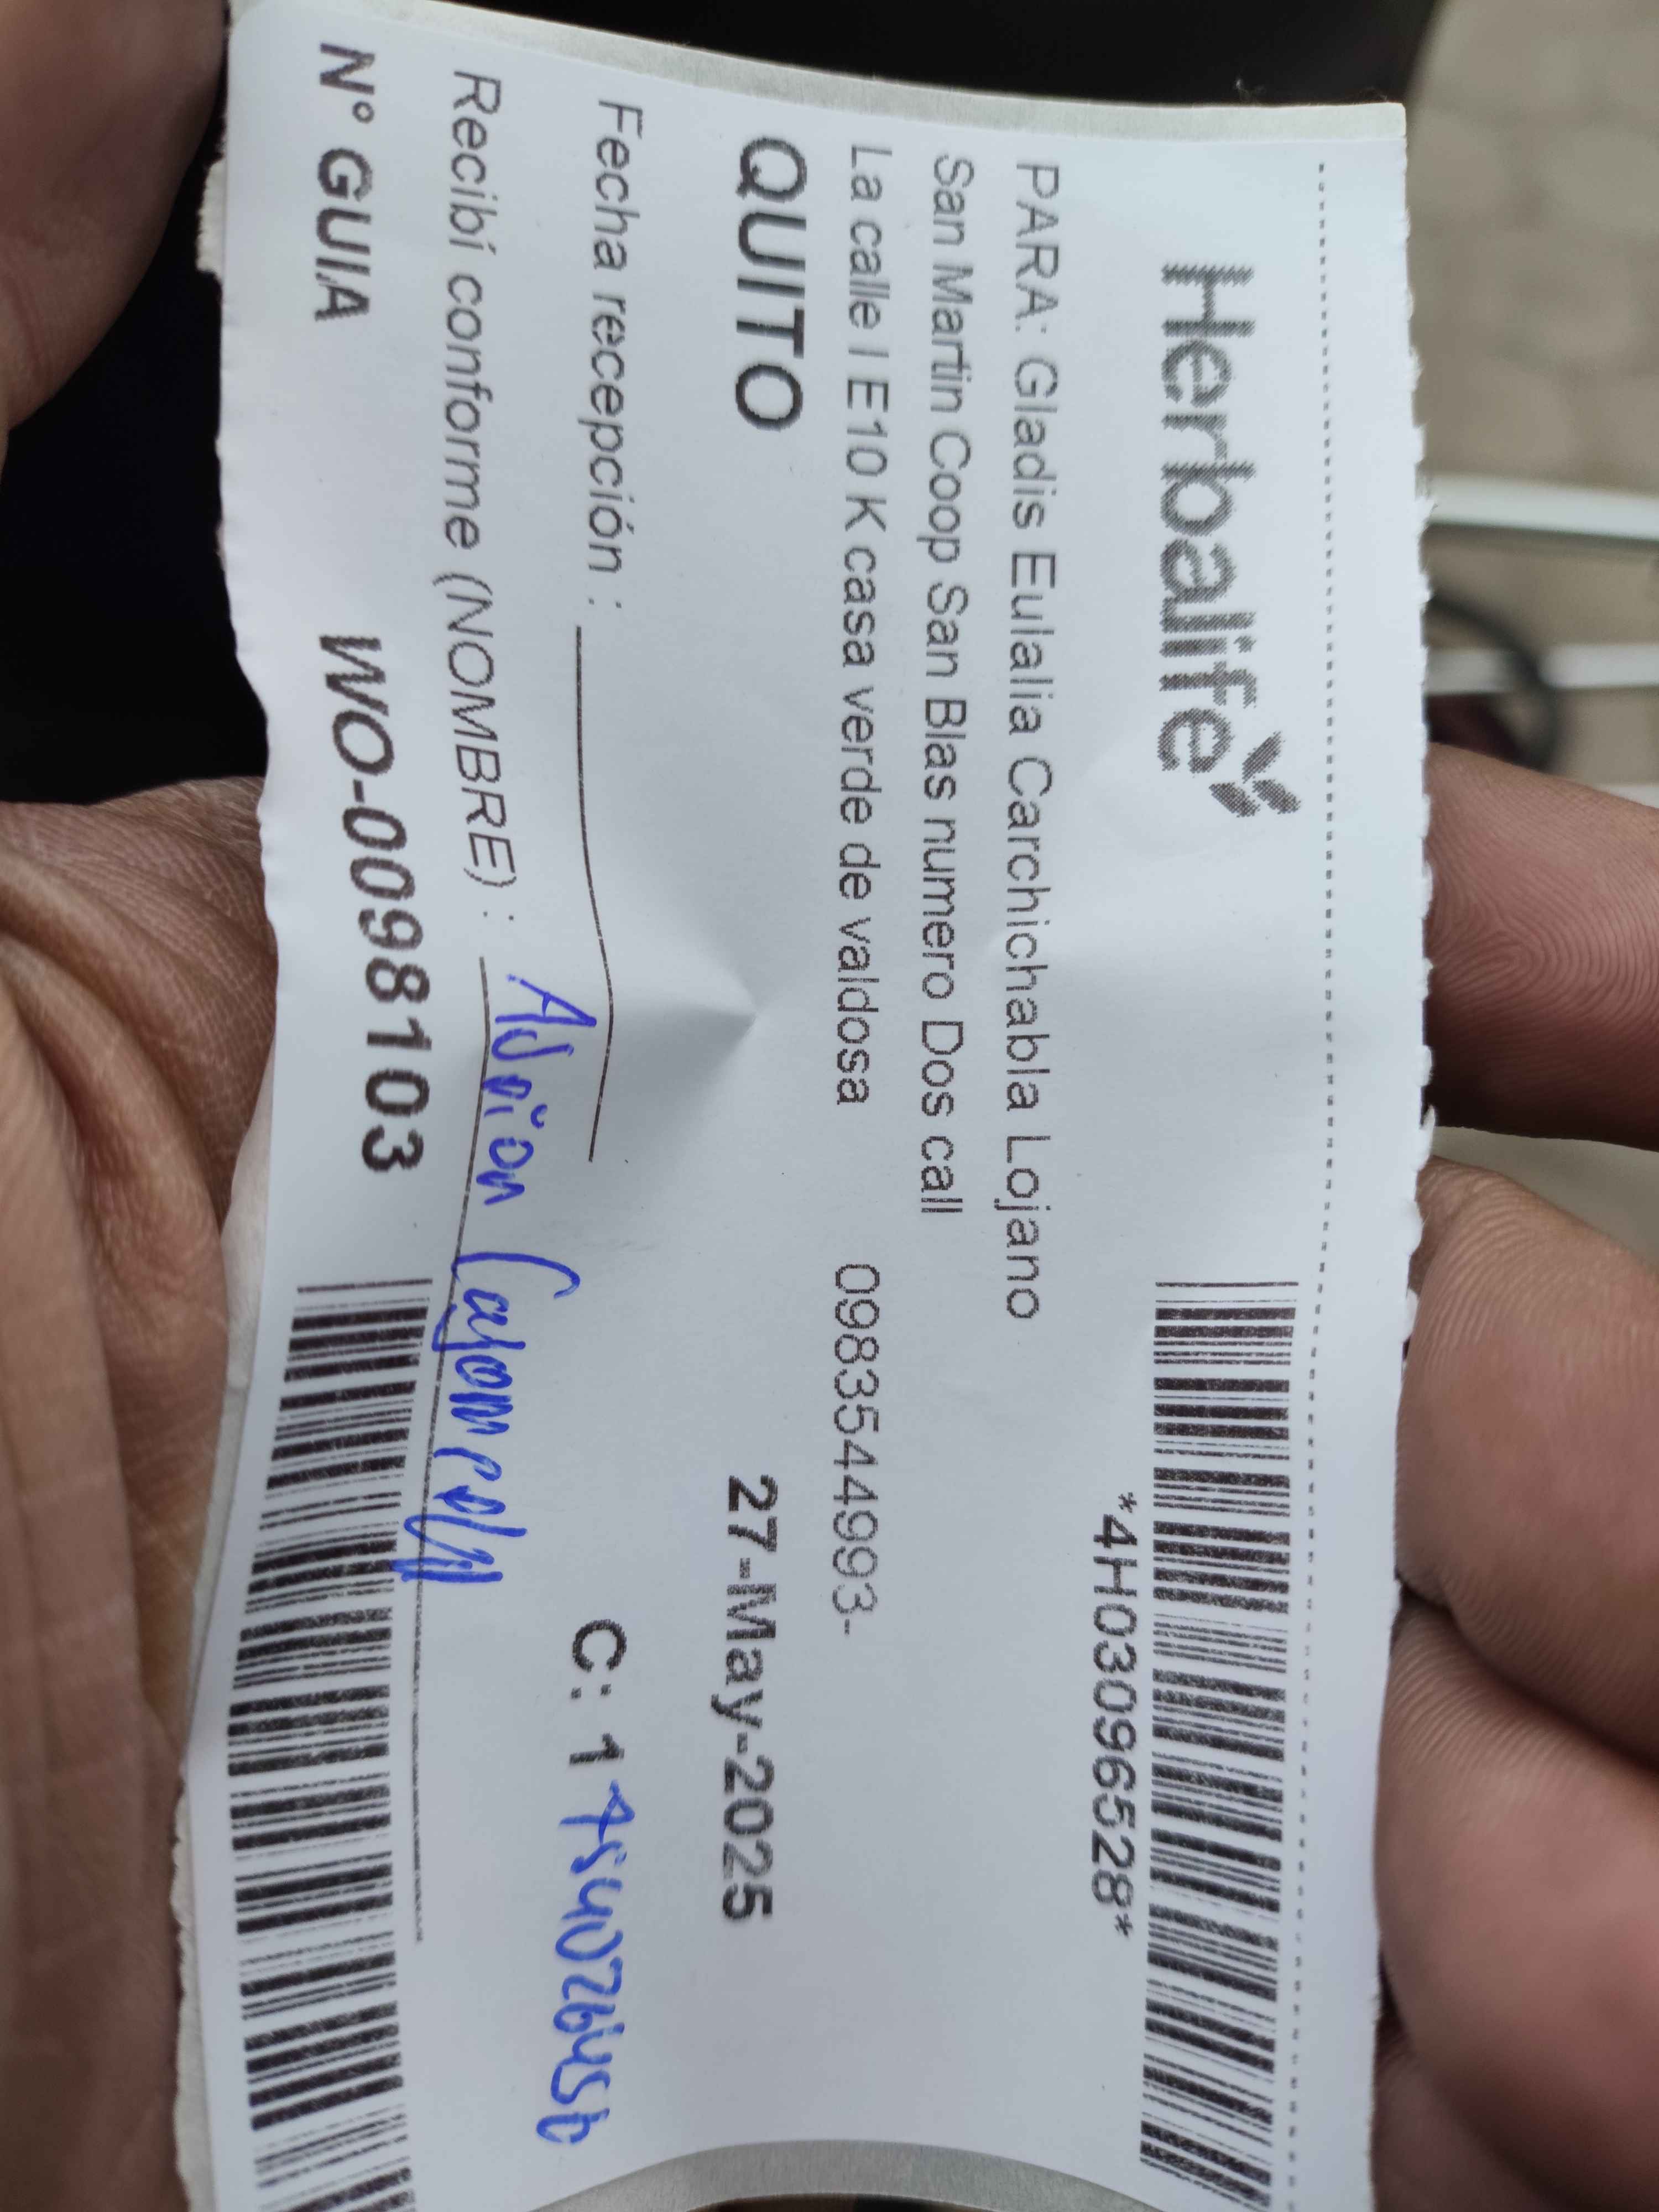 Herbalife
*4H03096528*
PARA: Gladis Eulalia Carchichabla Lojano
San Martin Coop San Blas numero Dos call
La calle I E10 K casa verde de valdosa 0983544993-
QUITO 27-May-2025
Fecha recepción :
C: 1
Recibí conforme (NOMBRE) :
N° GUIA WO-00981103